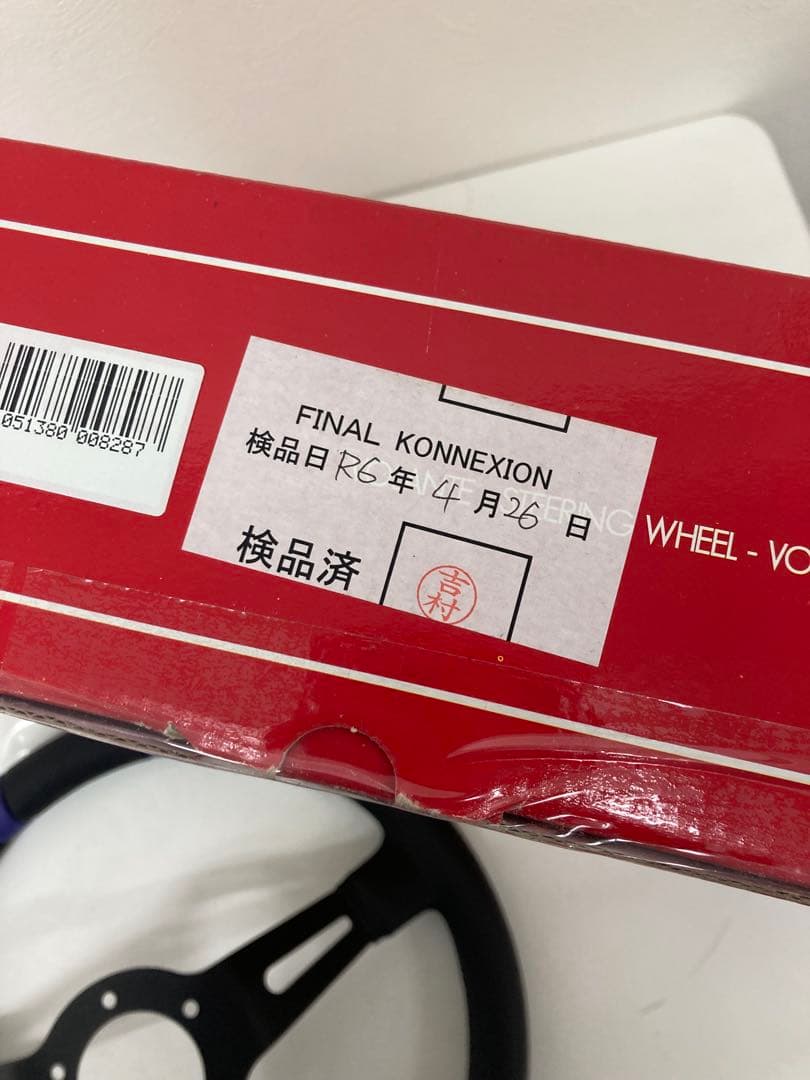 051380 008287
FINAL KONNEXION
検品日 R6年 4月26日
STEERING WHEEL - VO
検品済
吉村